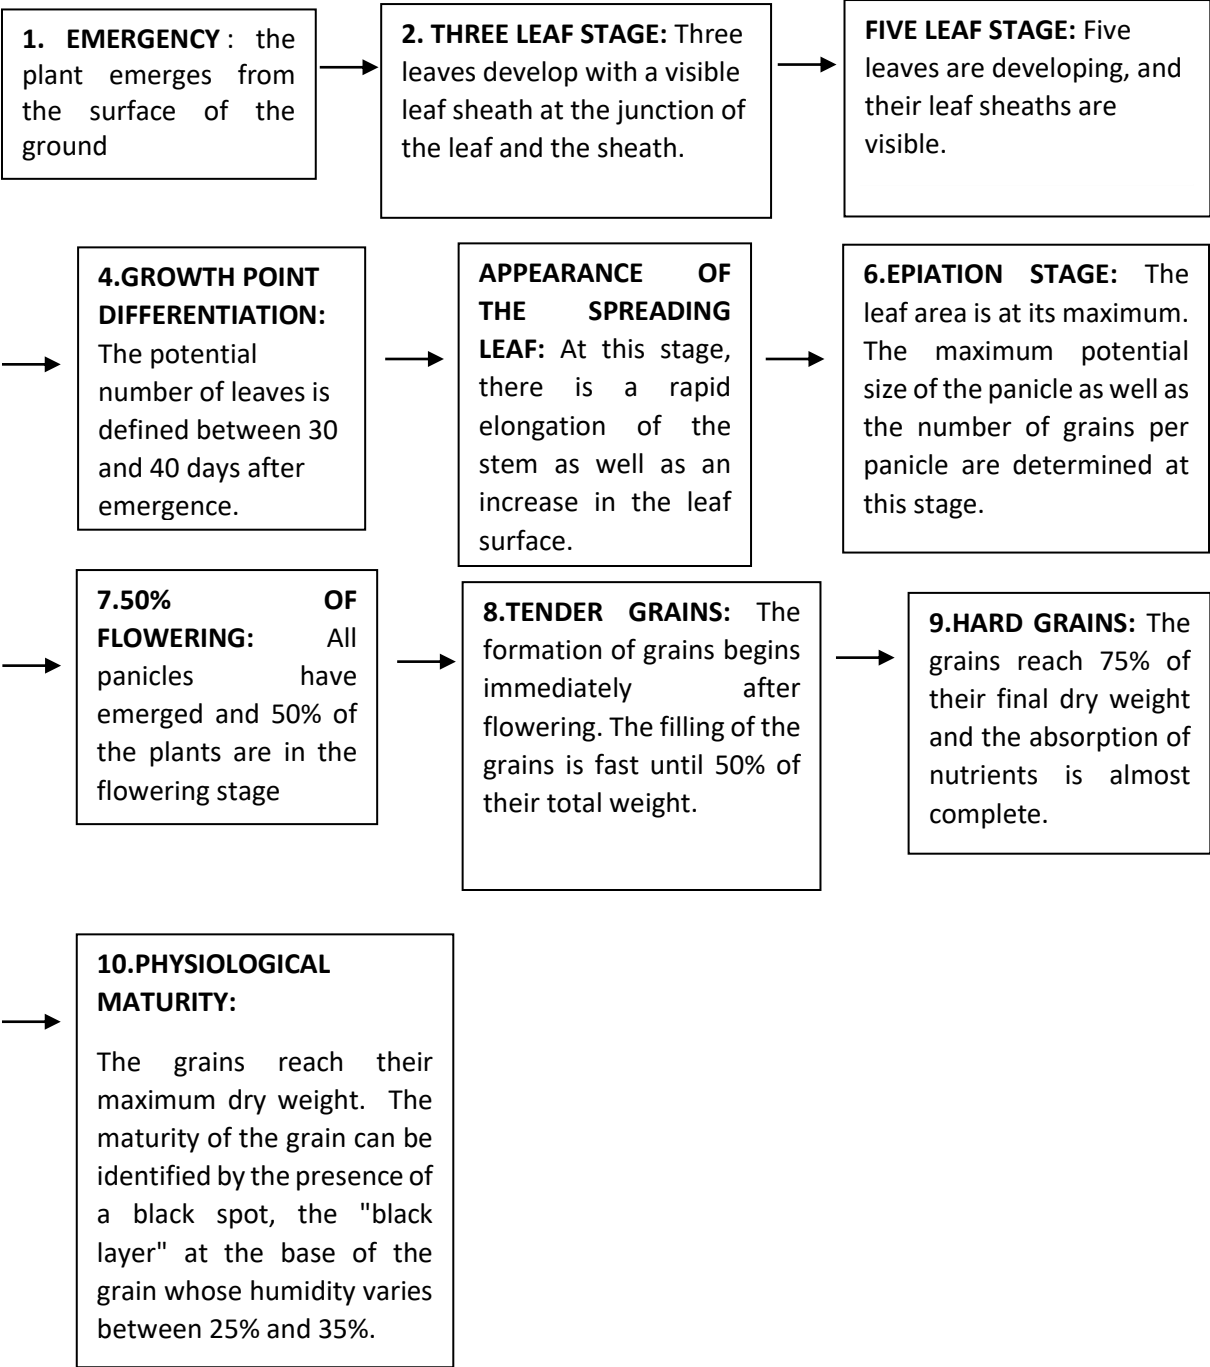 1. EMERGENCY : the
plant emerges from
the surface of the
ground
2. THREE LEAF STAGE: Three
leaves develop with a visible
leaf sheath at the junction of
the leaf and the sheath.
FIVE LEAF STAGE: Five
leaves are developing, and
their leaf sheaths are
visible.
4.GROWTH POINT
DIFFERENTIATION:
The potential
number of leaves is
defined between 30
and 40 days after
emergence.
APPEARANCE OF
THE SPREADING
LEAF: At this stage,
there is a rapid
elongation of the
stem as well as an
increase in the leaf
surface.
6.EPIATION STAGE: The
leaf area is at its maximum.
The maximum potential
size of the panicle as well as
the number of grains per
panicle are determined at
this stage.
7.50% OF
FLOWERING: All
panicles have
emerged and 50% of
the plants are in the
flowering stage
8.TENDER GRAINS: The
formation of grains begins
immediately after
flowering. The filling of the
grains is fast until 50% of
their total weight.
9.HARD GRAINS: The
grains reach 75% of
their final dry weight
and the absorption of
nutrients is almost
complete.
10.PHYSIOLOGICAL
MATURITY:
The grains reach their
maximum dry weight. The
maturity of the grain can be
identified by the presence of
a black spot, the "black
layer" at the base of the
grain whose humidity varies
between 25% and 35%.